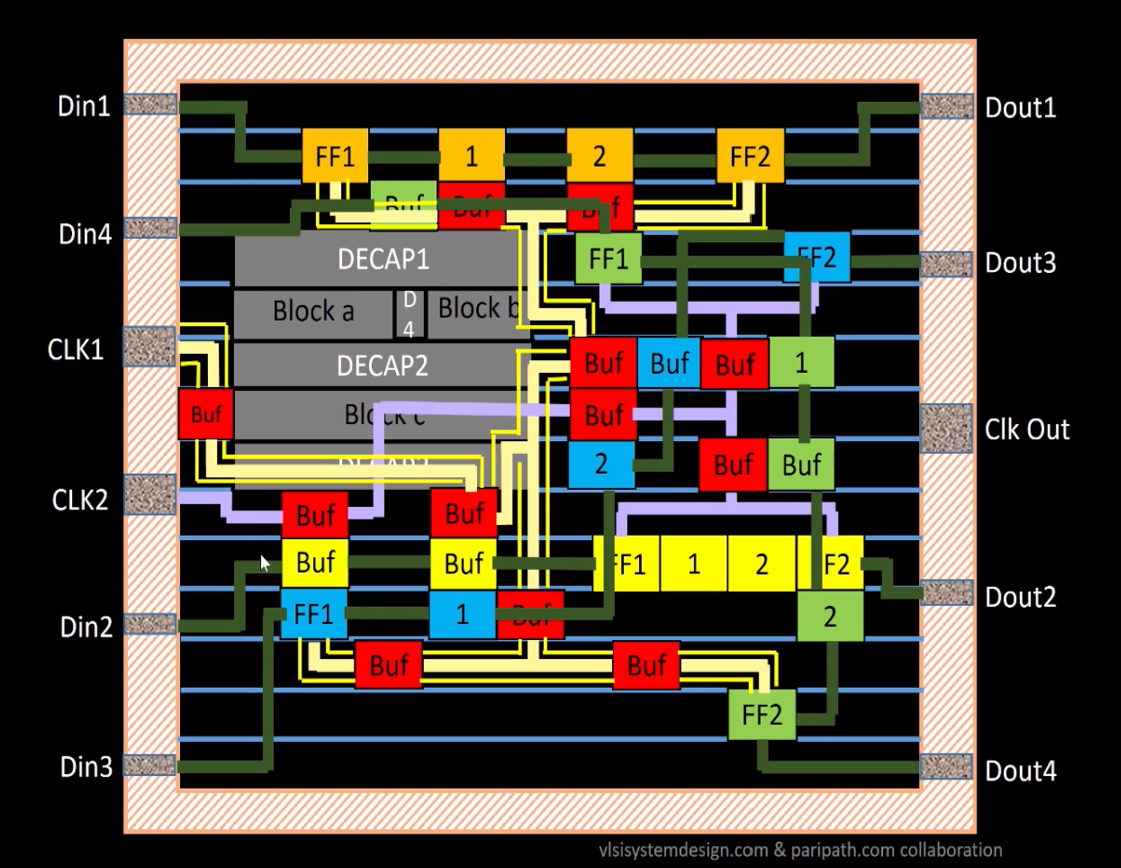 Din1
Dout1
FF1
1
2
FF2
Buf
Buf
Buf
Din4
DECAP1
FF1
FF2
Dout3
Block a
D
4
Block b
CLK1
DECAP2
Buf
Buf
Buf
1
Buf
Block c
Buf
Clk Out
2
Buf
Buf
CLK2
Buf
Buf
Buf
Buf
FF1
1
2
F2
Dout2
Din2
FF1
1
Buf
2
Buf
Buf
FF2
Din3
Dout4
vlsisystemdesign.com & paripath.com collaboration